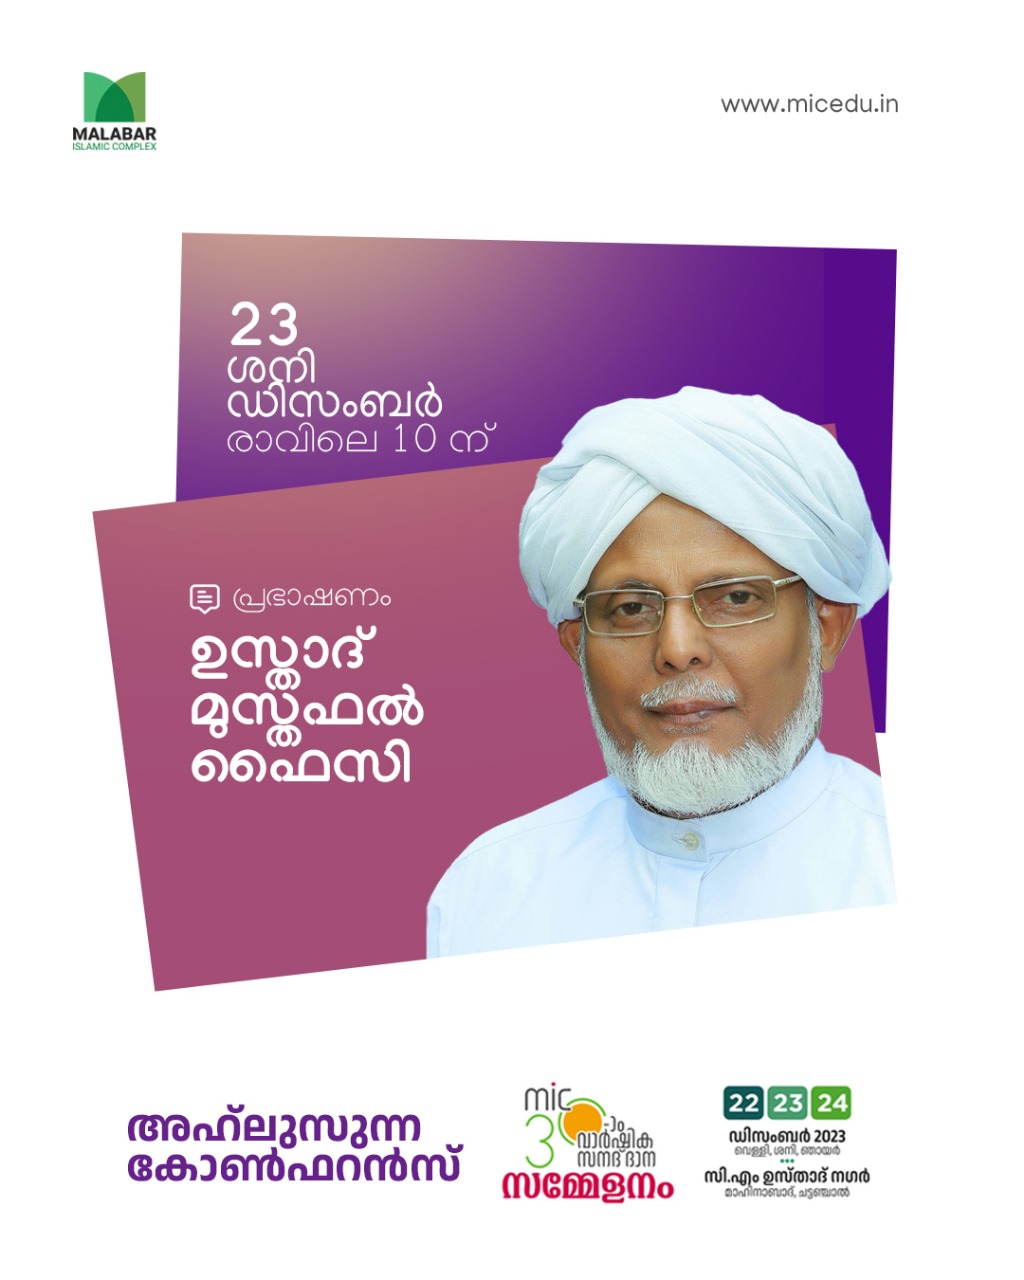 MALABAR
ISLAMIC COMPLEX
www.micedu.in
23
ശനി
ഡിസംബർ
രാവിലെ 10 ന്
പ്രഭാഷണം
ഉസ്താദ്
മുസ്തഫൽ
ഫൈസി
അഹ്‌ലുസുന്ന
കോൺഫറൻസ്
mic
30-ാം
വാർഷിക
സനദ് ദാന
സമ്മേളനം
22 23 24
ഡിസംബർ 2023
വെള്ളി, ശനി, ഞായർ
സി.എം ഉസ്താദ് നഗർ
മാഹിനാബാദ്, ചട്ടഞ്ചാൽ